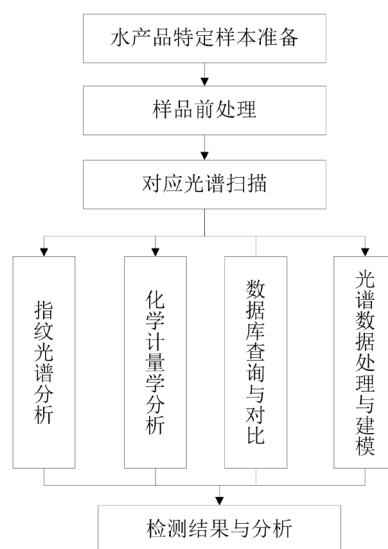 水产品特定样本准备
样品前处理
对应光谱扫描
指纹光谱分析
化学计量学分析
数据库查询与对比
光谱数据处理与建模
检测结果与分析